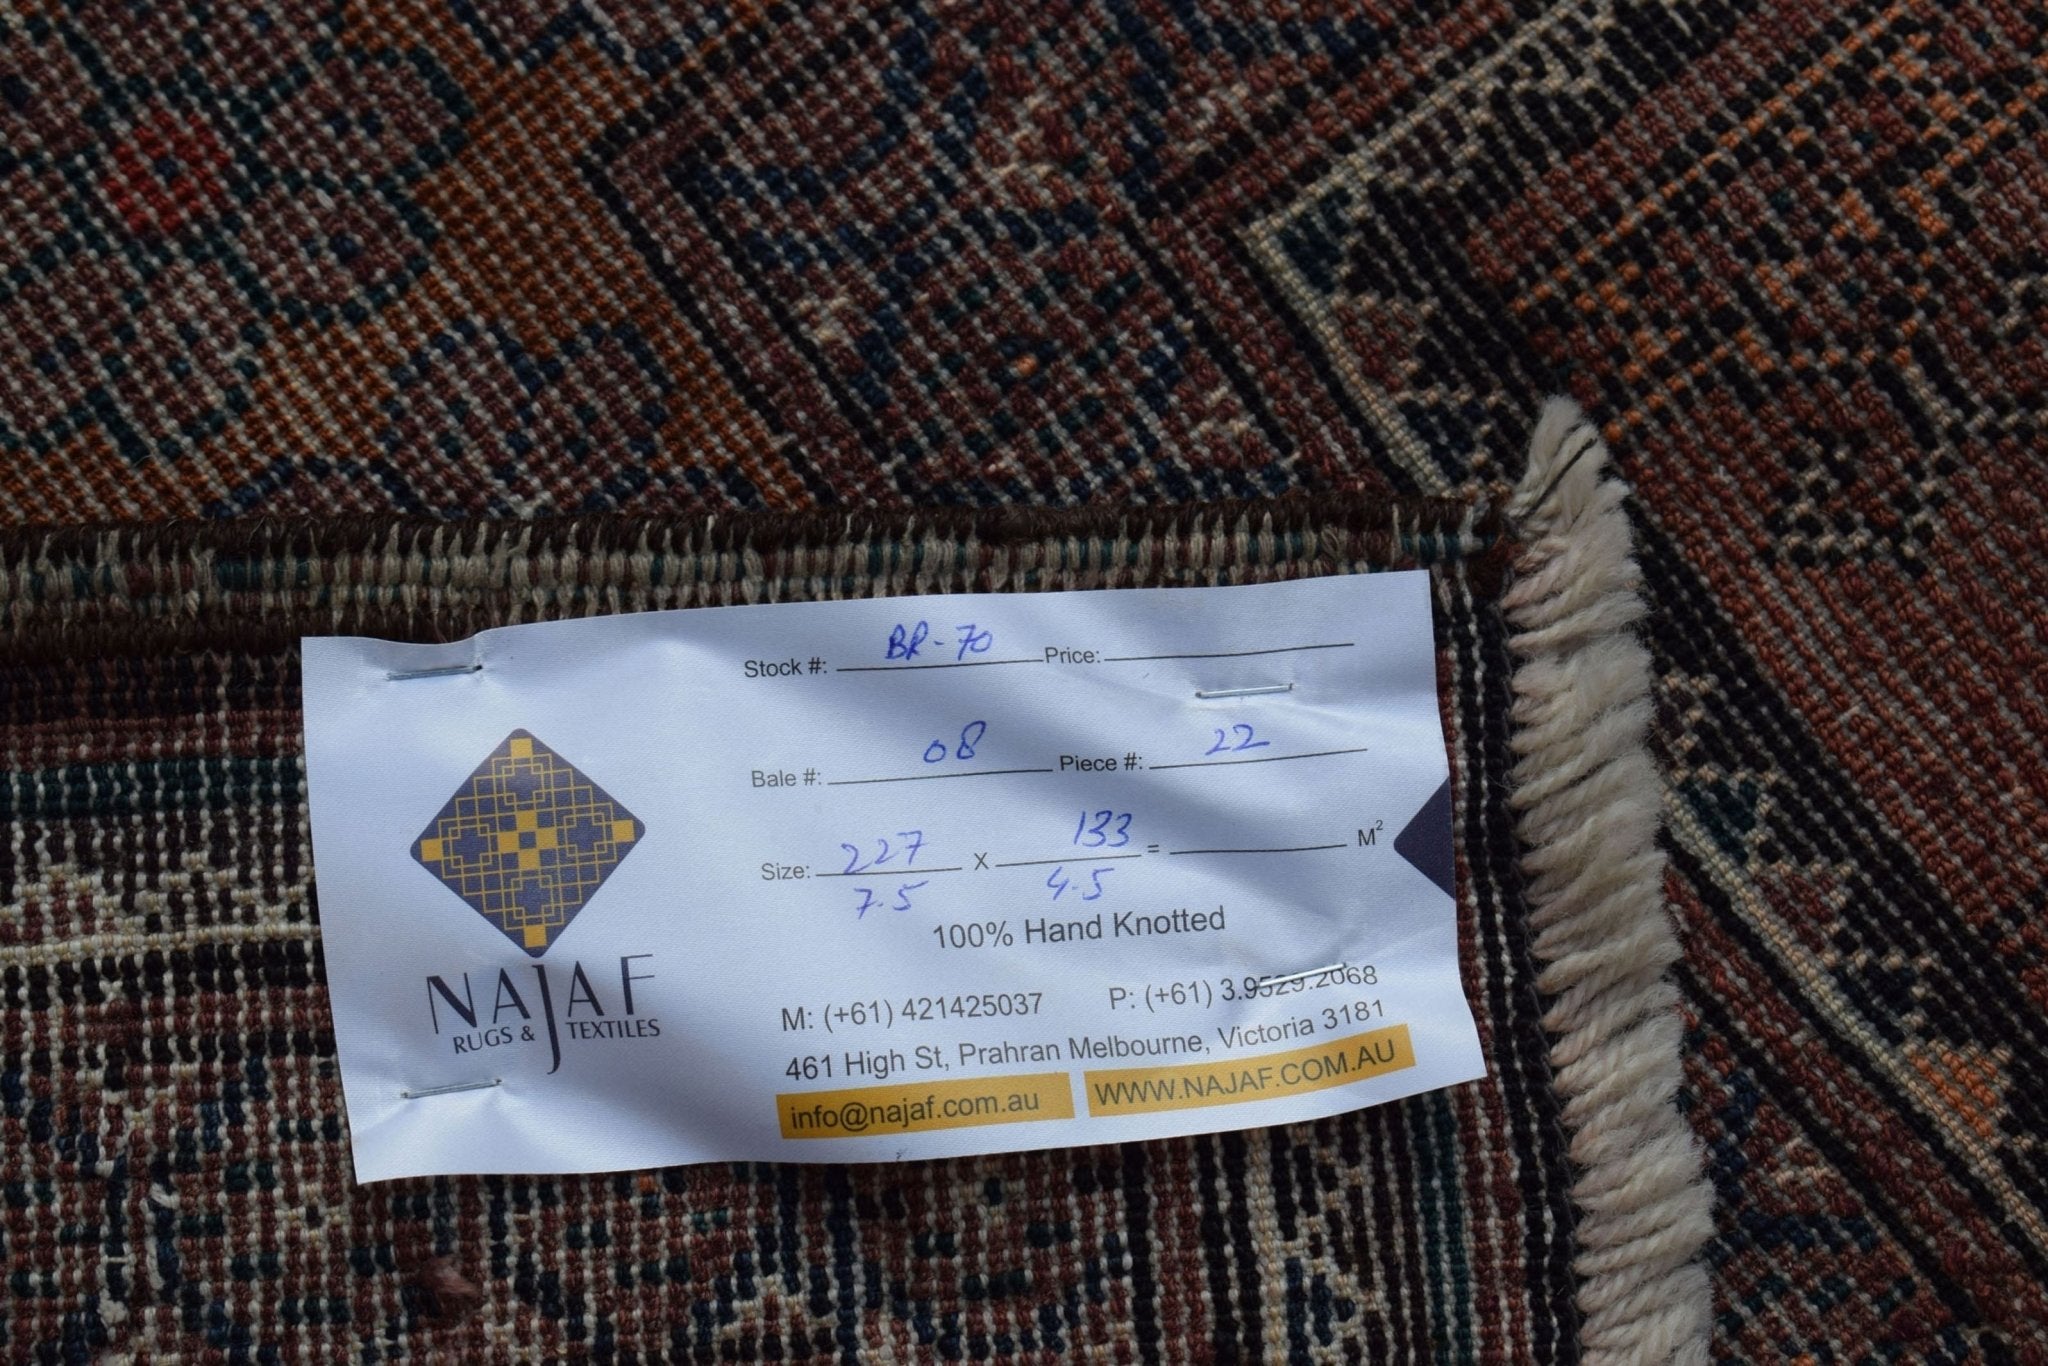 Stock #: BR-70 Price:
Bale #: 08 Piece #: 22
Size: 227 X 133 = M²
7.5 4.5
100% Hand Knotted
NAJAF
RUGS & TEXTILES
M: (+61) 421425037 P: (+61) 3.9529.2068
461 High St, Prahran Melbourne, Victoria 3181
info@najaf.com.au WWW.NAJAF.COM.AU